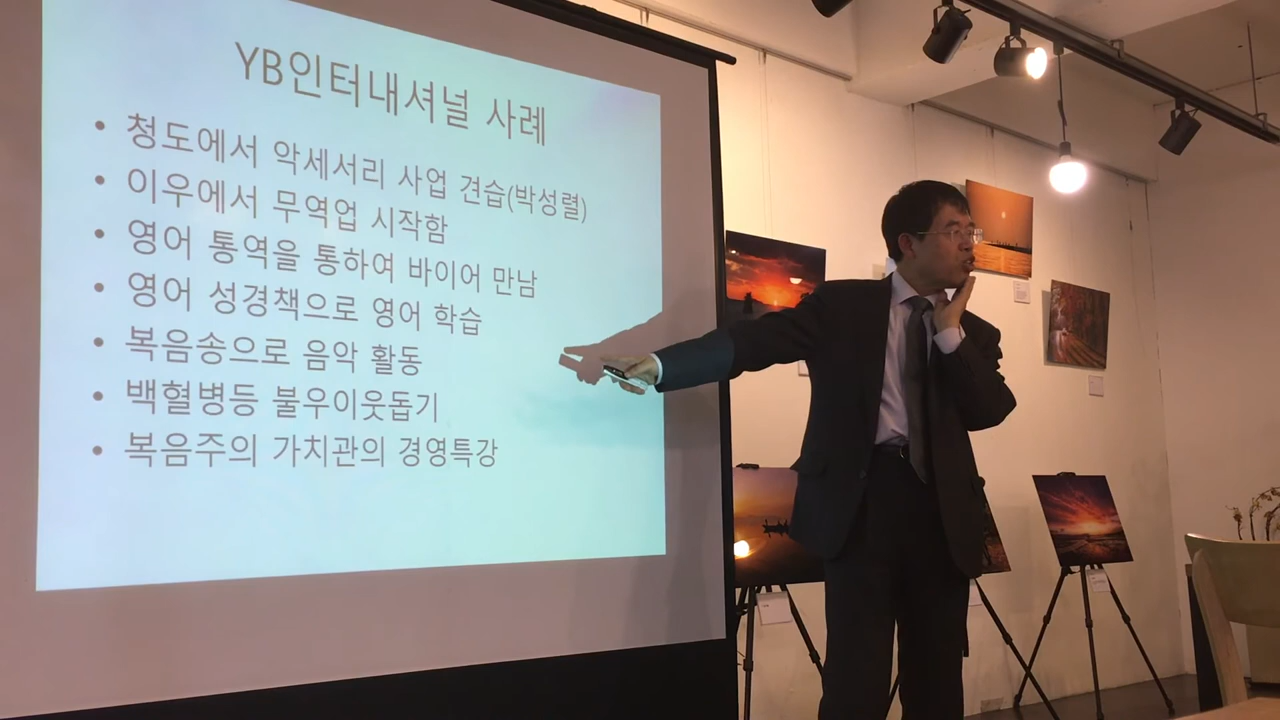 YB인터내셔널 사례
• 청도에서 악세서리 사업 견습(박성렬)
• 이우에서 무역업 시작함
• 영어 통역을 통하여 바이어 만남
• 영어 성경책으로 영어 학습
• 복음송으로 음악 활동
• 백혈병등 불우이웃돕기
• 복음주의 가치관의 경영특강